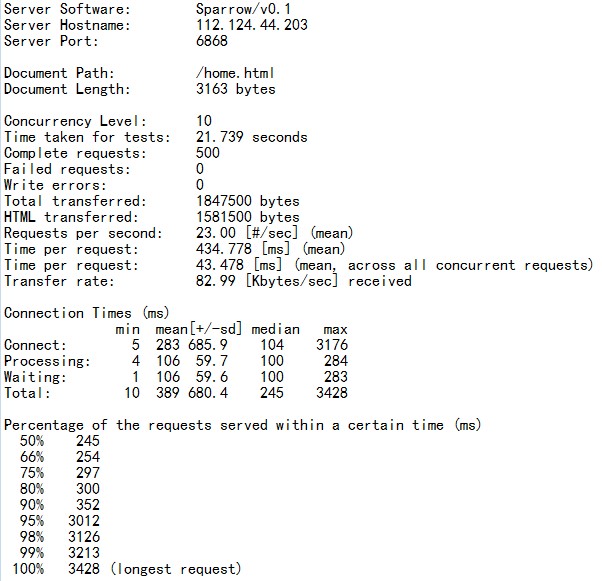 Server Software:        Sparrow/v0.1
Server Hostname:        112.124.44.203
Server Port:            6868

Document Path:          /home.html
Document Length:        3163 bytes

Concurrency Level:      10
Time taken for tests:   21.739 seconds
Complete requests:      500
Failed requests:        0
Write errors:           0
Total transferred:      1847500 bytes
HTML transferred:       1581500 bytes
Requests per second:    23.00 [#/sec] (mean)
Time per request:       434.778 [ms] (mean)
Time per request:       43.478 [ms] (mean, across all concurrent requests)
Transfer rate:          82.99 [Kbytes/sec] received

Connection Times (ms)
              min  mean[+/-sd] median   max
Connect:        5  283 685.9    104    3176
Processing:     4  106  59.7    100     284
Waiting:        1  106  59.6    100     283
Total:         10  389 680.4    245    3428

Percentage of the requests served within a certain time (ms)
  50%    245
  66%    254
  75%    297
  80%    300
  90%    352
  95%   3012
  98%   3126
  99%   3213
 100%   3428 (longest request)